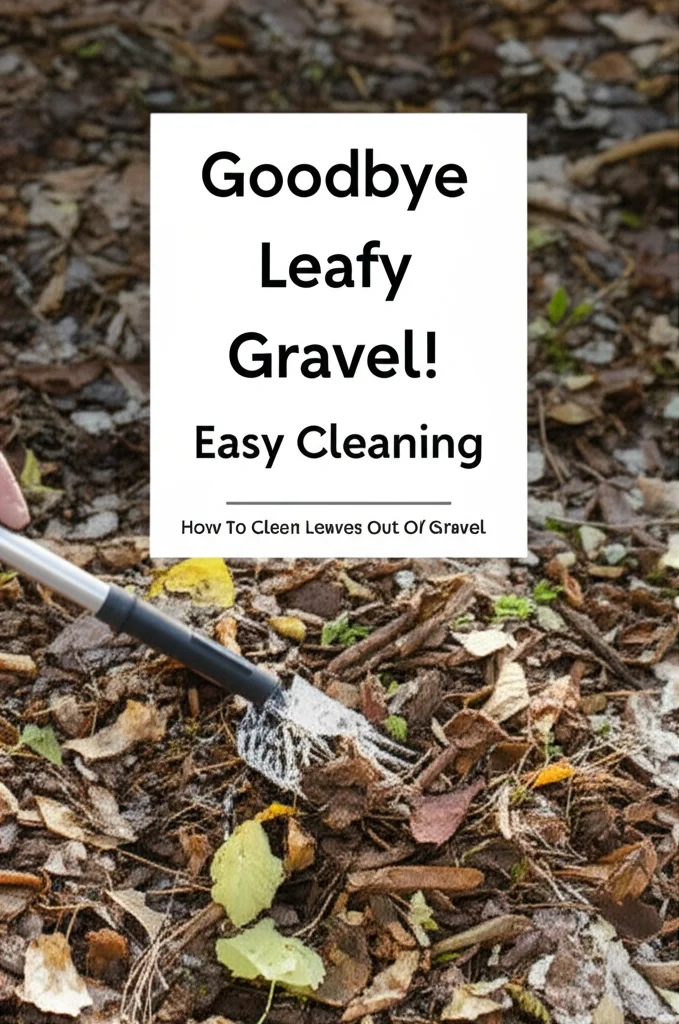 Goodbye
Leafy
Gravel!
Easy Cleaning
How To Cleen Lewves Out Of Gravel